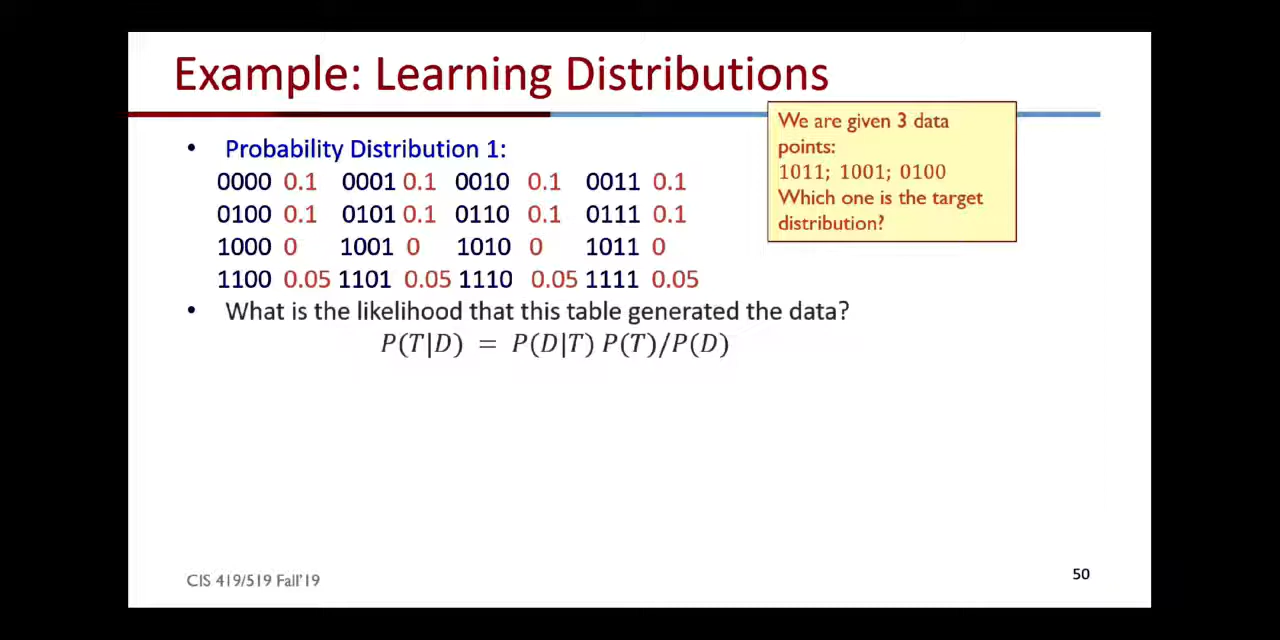 Example: Learning Distributions
We are given 3 data
points:
1011; 1001; 0100
Which one is the target
distribution?
• Probability Distribution 1:
0000 0.1 0001 0.1 0010 0.1 0011 0.1
0100 0.1 0101 0.1 0110 0.1 0111 0.1
1000 0 1001 0 1010 0 1011 0
1100 0.05 1101 0.05 1110 0.05 1111 0.05
• What is the likelihood that this table generated the data?
P(T|D) = P(D|T) P(T)/P(D)
CIS 419/519 Fall'19
50